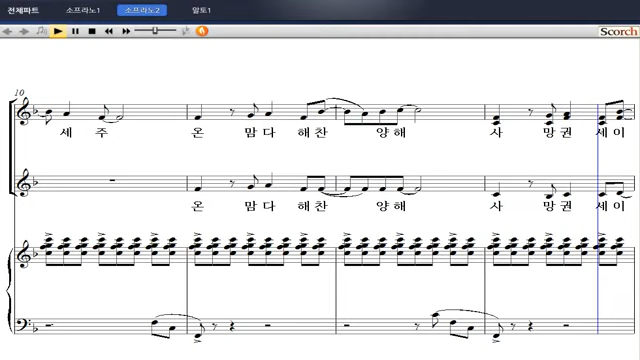 전체파트 소프라노1 소프라노2 알토1
Scorch
10
세 주 온 맘 다 해 찬 양 해 사 망 권 세 이
온 맘 다 해 찬 양 해 사 망 권 세 이